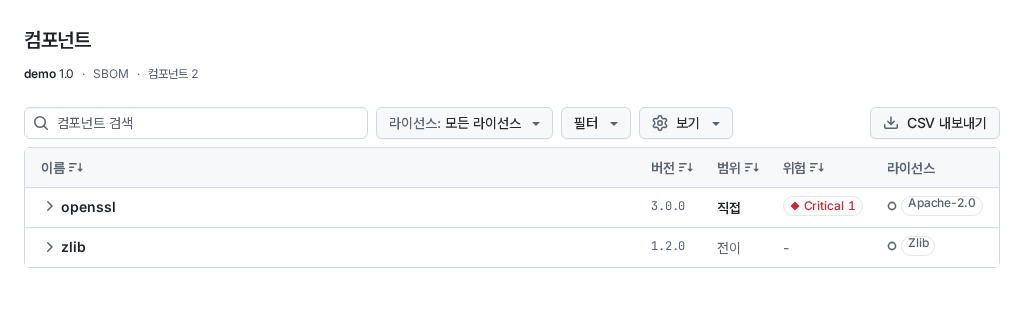 컴포넌트
demo 1.0 · SBOM · 컴포넌트 2
컴포넌트 검색 라이선스: 모든 라이선스 필터 보기 CSV 내보내기
이름 버전 범위 위험 라이선스
openssl 3.0.0 직접 Critical 1 Apache-2.0
zlib 1.2.0 전이 - Zlib